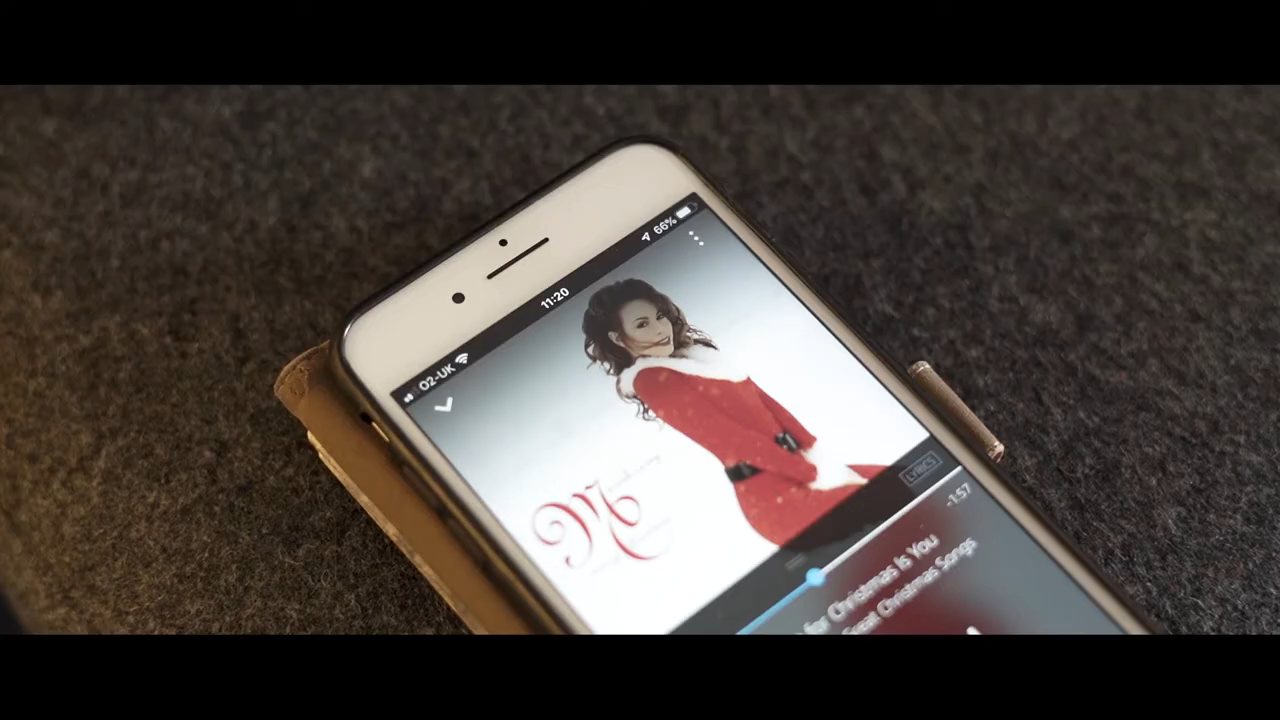 O2-UK
11:20
66%
LYRICS
-1:57
for Christmas Is You
Great Christmas Songs